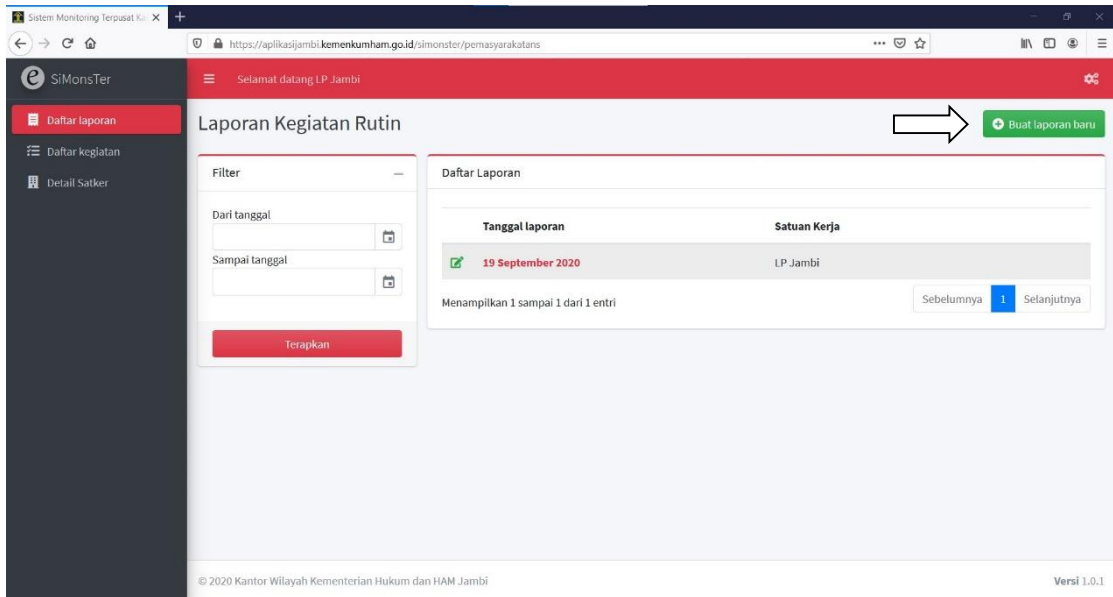 Sistem Monitoring Terpusat Ka
https://aplikasijambi.kemenkumham.go.id/simonster/pemasyarakatans
SiMonsTer
Selamat datang LP Jambi
Daftar laporan
Daftar kegiatan
Detail Satker
Laporan Kegiatan Rutin
Buat laporan baru
Filter
Dari tanggal
Sampai tanggal
Terapkan
Daftar Laporan
Tanggal laporan Satuan Kerja
19 September 2020 LP Jambi
Menampilkan 1 sampai 1 dari 1 entri
Sebelumnya 1 Selanjutnya
© 2020 Kantor Wilayah Kementerian Hukum dan HAM Jambi
Versi 1.0.1